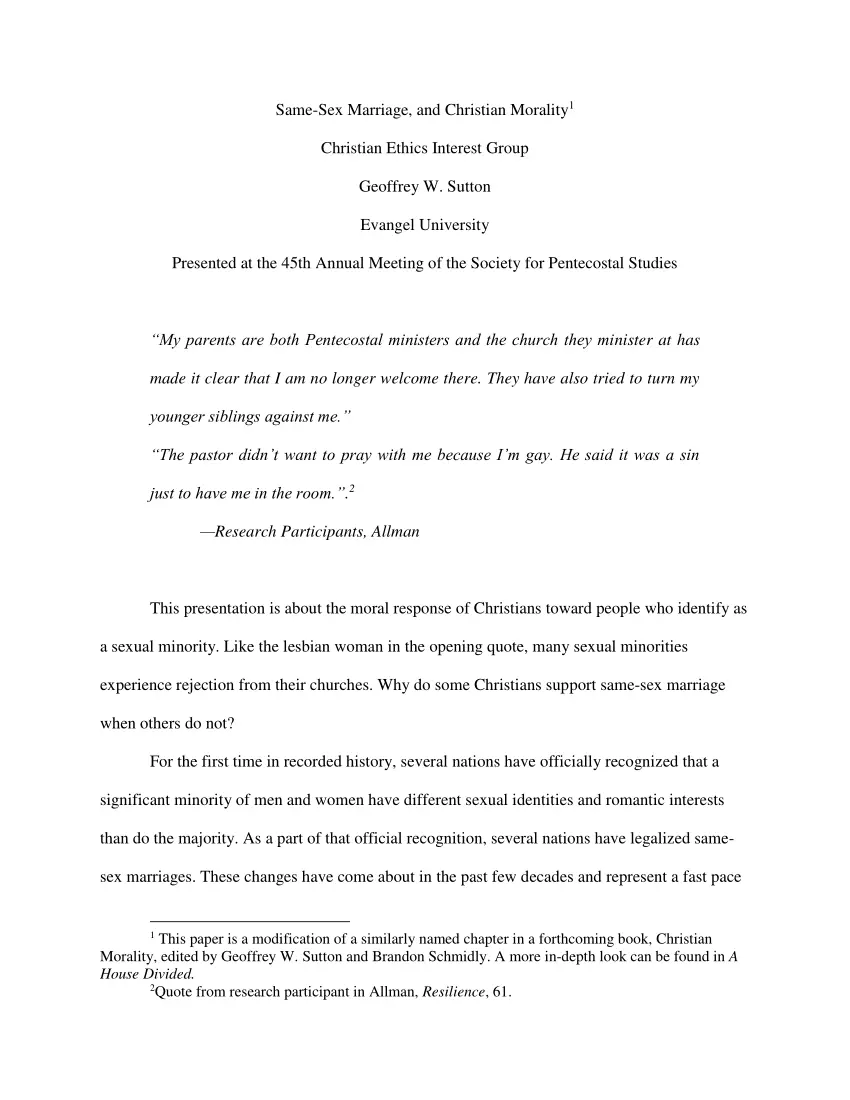 Same-Sex Marriage, and Christian Morality1
Christian Ethics Interest Group
Geoffrey W. Sutton
Evangel University
Presented at the 45th Annual Meeting of the Society for Pentecostal Studies
“My parents are both Pentecostal ministers and the church they minister at has
made it clear that I am no longer welcome there. They have also tried to turn my
younger siblings against me.”
“The pastor didn’t want to pray with me because I’m gay. He said it was a sin
just to have me in the room.”.2
—Research Participants, Allman
This presentation is about the moral response of Christians toward people who identify as
a sexual minority. Like the lesbian woman in the opening quote, many sexual minorities
experience rejection from their churches. Why do some Christians support same-sex marriage
when others do not?
For the first time in recorded history, several nations have officially recognized that a
significant minority of men and women have different sexual identities and romantic interests
than do the majority. As a part of that official recognition, several nations have legalized same-
sex marriages. These changes have come about in the past few decades and represent a fast pace
1 This paper is a modification of a similarly named chapter in a forthcoming book, Christian
Morality, edited by Geoffrey W. Sutton and Brandon Schmidly. A more in-depth look can be found in A
House Divided.
2Quote from research participant in Allman, Resilience, 61.